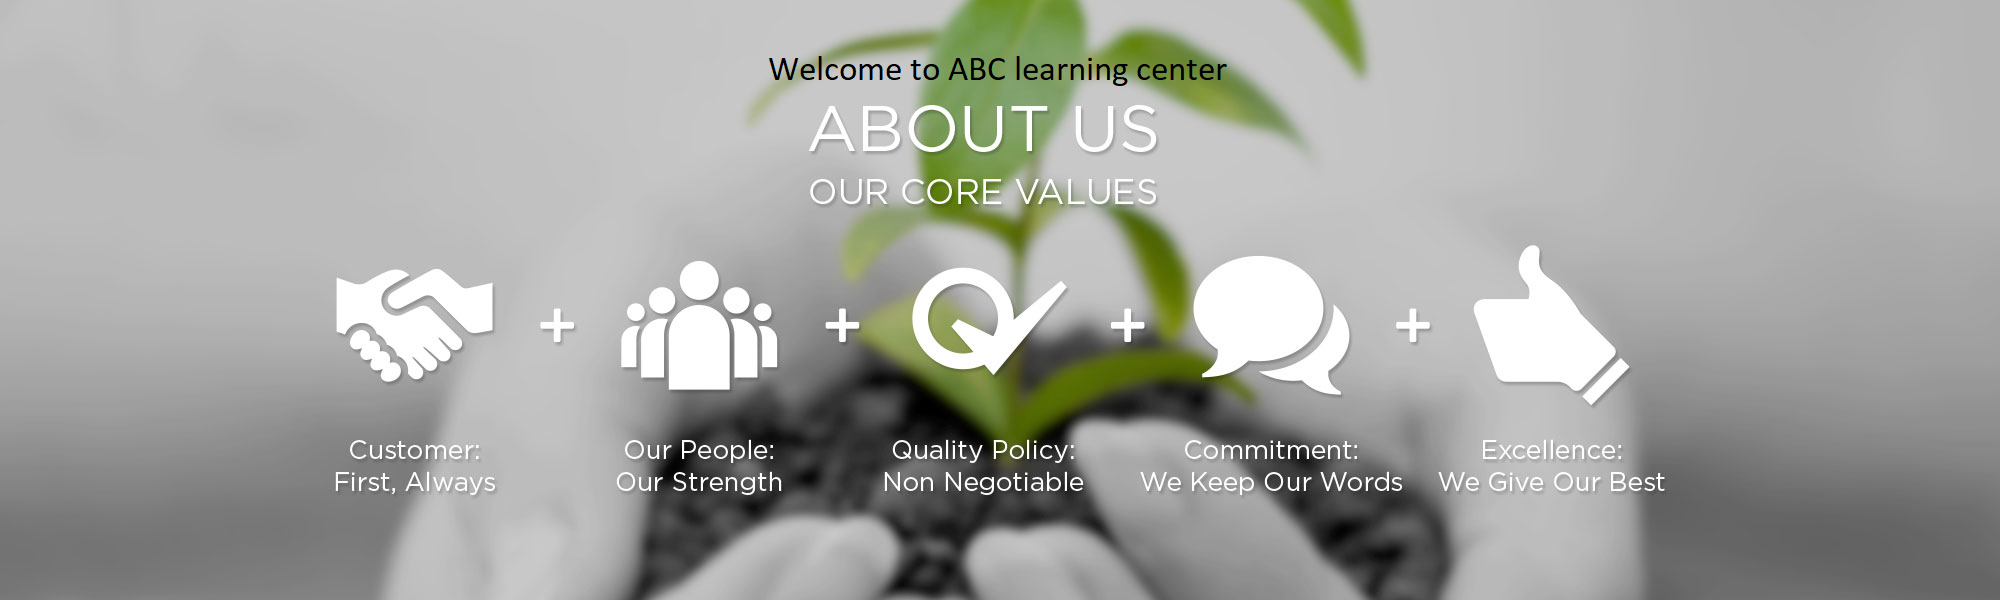 Welcome to ABC learning center
ABOUT US
OUR CORE VALUES
+ + + +
Customer:
First, Always
Our People:
Our Strength
Quality Policy:
Non Negotiable
Commitment:
We Keep Our Words
Excellence:
We Give Our Best